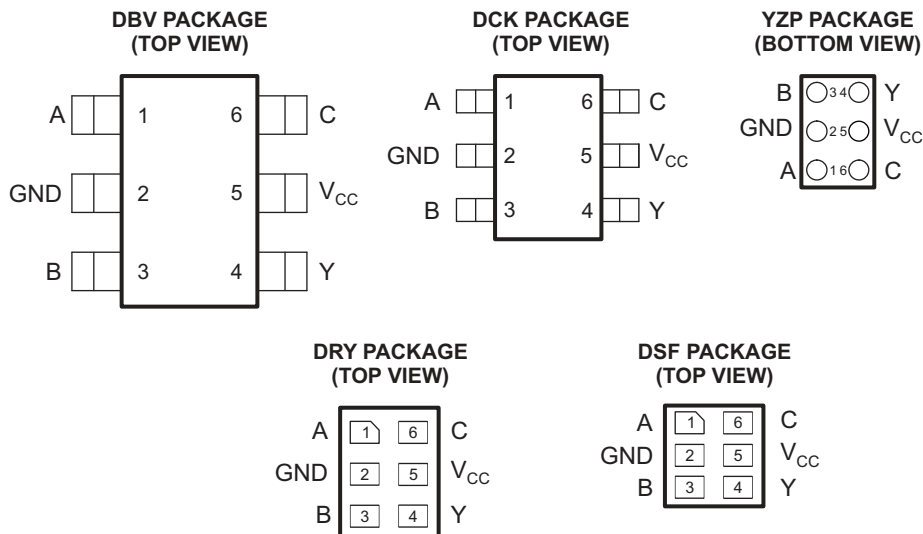 DBV PACKAGE
(TOP VIEW)
A 1 6 C
GND 2 5 VCC
B 3 4 Y
DCK PACKAGE
(TOP VIEW)
A 1 6 C
GND 2 5 VCC
B 3 4 Y
YZP PACKAGE
(BOTTOM VIEW)
B 3 4 Y
GND 2 5 VCC
A 1 6 C
DRY PACKAGE
(TOP VIEW)
A 1 6 C
GND 2 5 VCC
B 3 4 Y
DSF PACKAGE
(TOP VIEW)
A 1 6 C
GND 2 5 VCC
B 3 4 Y